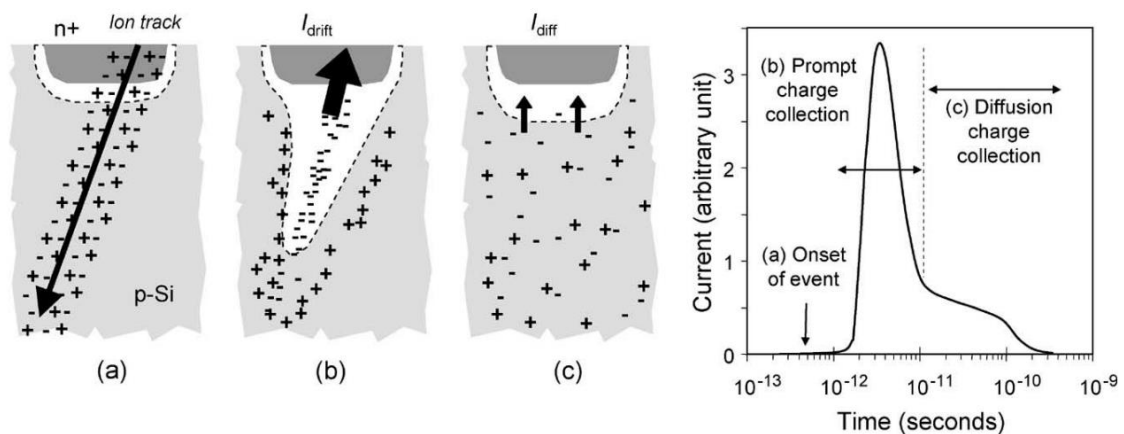 n+
Ion track
p-Si
(a)
I_drift
(b)
I_diff
(c)
Current (arbitrary unit)
3
2
1
0
(b) Prompt
charge
collection
(c) Diffusion
charge
collection
(a) Onset
of event
10⁻¹³ 10⁻¹² 10⁻¹¹ 10⁻¹⁰ 10⁻⁹
Time (seconds)